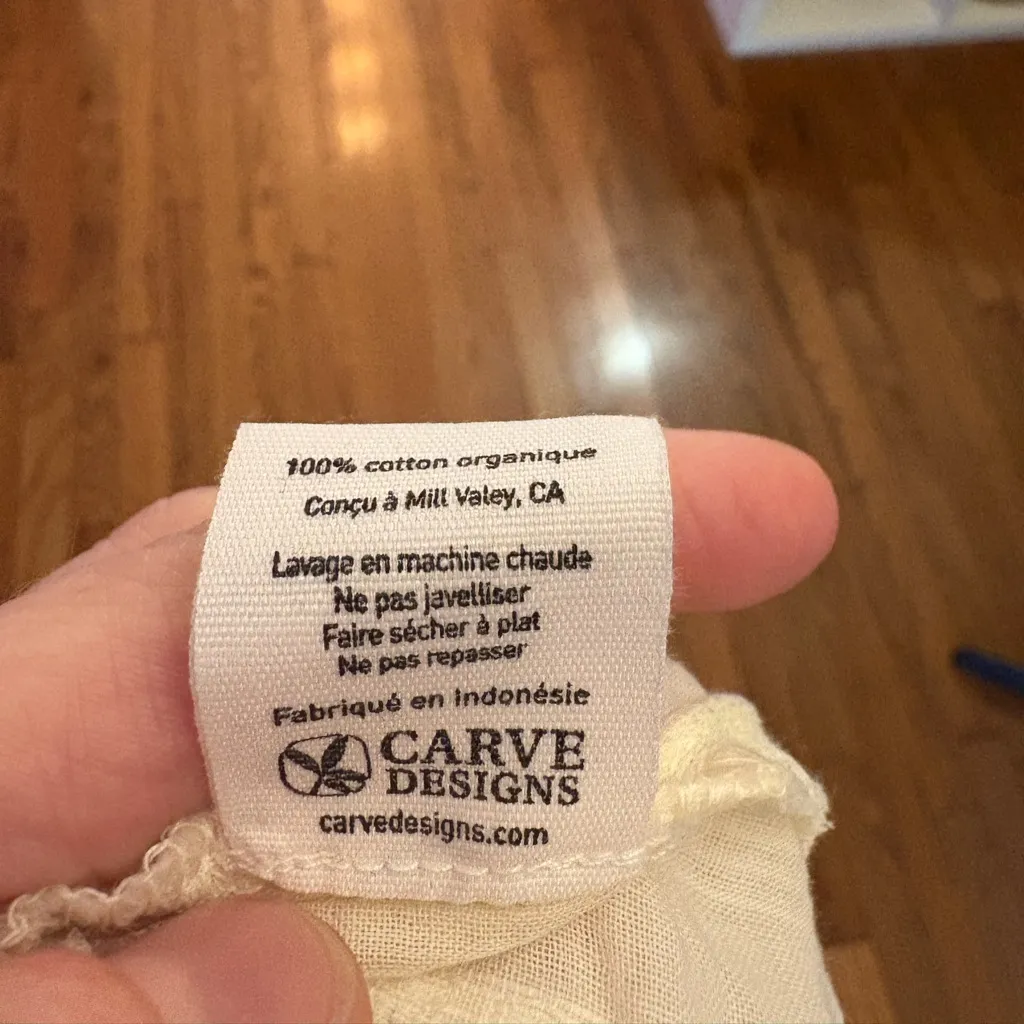 100% cotton organique
Conçu à Mill Valey, CA
Lavage en machine chaude
Ne pas javelliser
Faire sécher à plat
Ne pas repasser
Fabriqué en Indonésie
CARVE
DESIGNS
carvedesigns.com